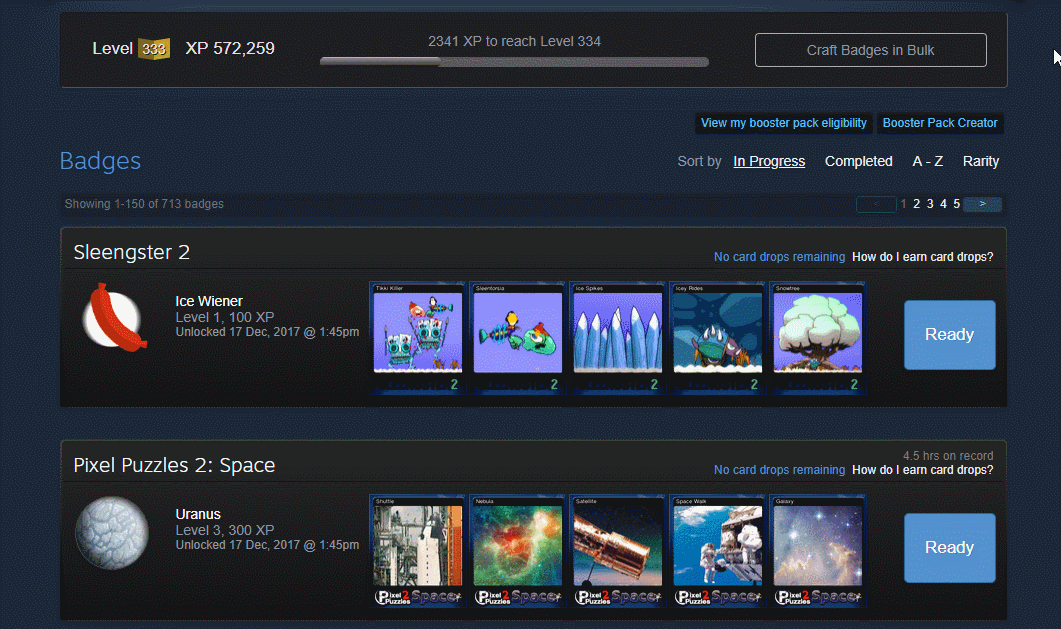 Level 333 XP 572,259
2341 XP to reach Level 334
Craft Badges in Bulk
View my booster pack eligibility
Booster Pack Creator
Badges
Sort by In Progress Completed A - Z Rarity
Showing 1-150 of 713 badges
< 1 2 3 4 5 >
Sleengster 2
No card drops remaining How do I earn card drops?
Ice Wiener
Level 1, 100 XP
Unlocked 17 Dec, 2017 @ 1:45pm
Tikki Killer
Sleentorsia
Ice Spikes
Icey Rides
Snowtree
2
2
2
2
2
Ready
Pixel Puzzles 2: Space
4.5 hrs on record
No card drops remaining How do I earn card drops?
Uranus
Level 3, 300 XP
Unlocked 17 Dec, 2017 @ 1:45pm
Shuttle
Nebula
Satellite
Space Walk
Galaxy
Pixel Puzzles 2 Space
Pixel Puzzles 2 Space
Pixel Puzzles 2 Space
Pixel Puzzles 2 Space
Pixel Puzzles 2 Space
Ready